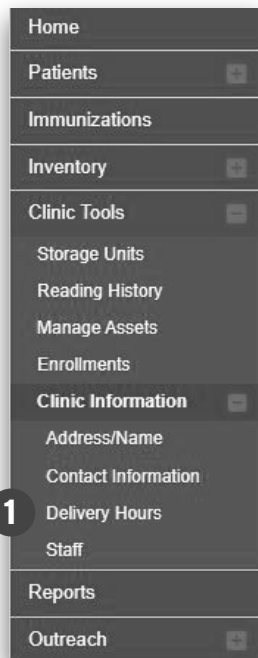 Home
Patients
Immunizations
Inventory
Clinic Tools
Storage Units
Reading History
Manage Assets
Enrollments
Clinic Information
Address/Name
Contact Information
1 Delivery Hours
Staff
Reports
Outreach